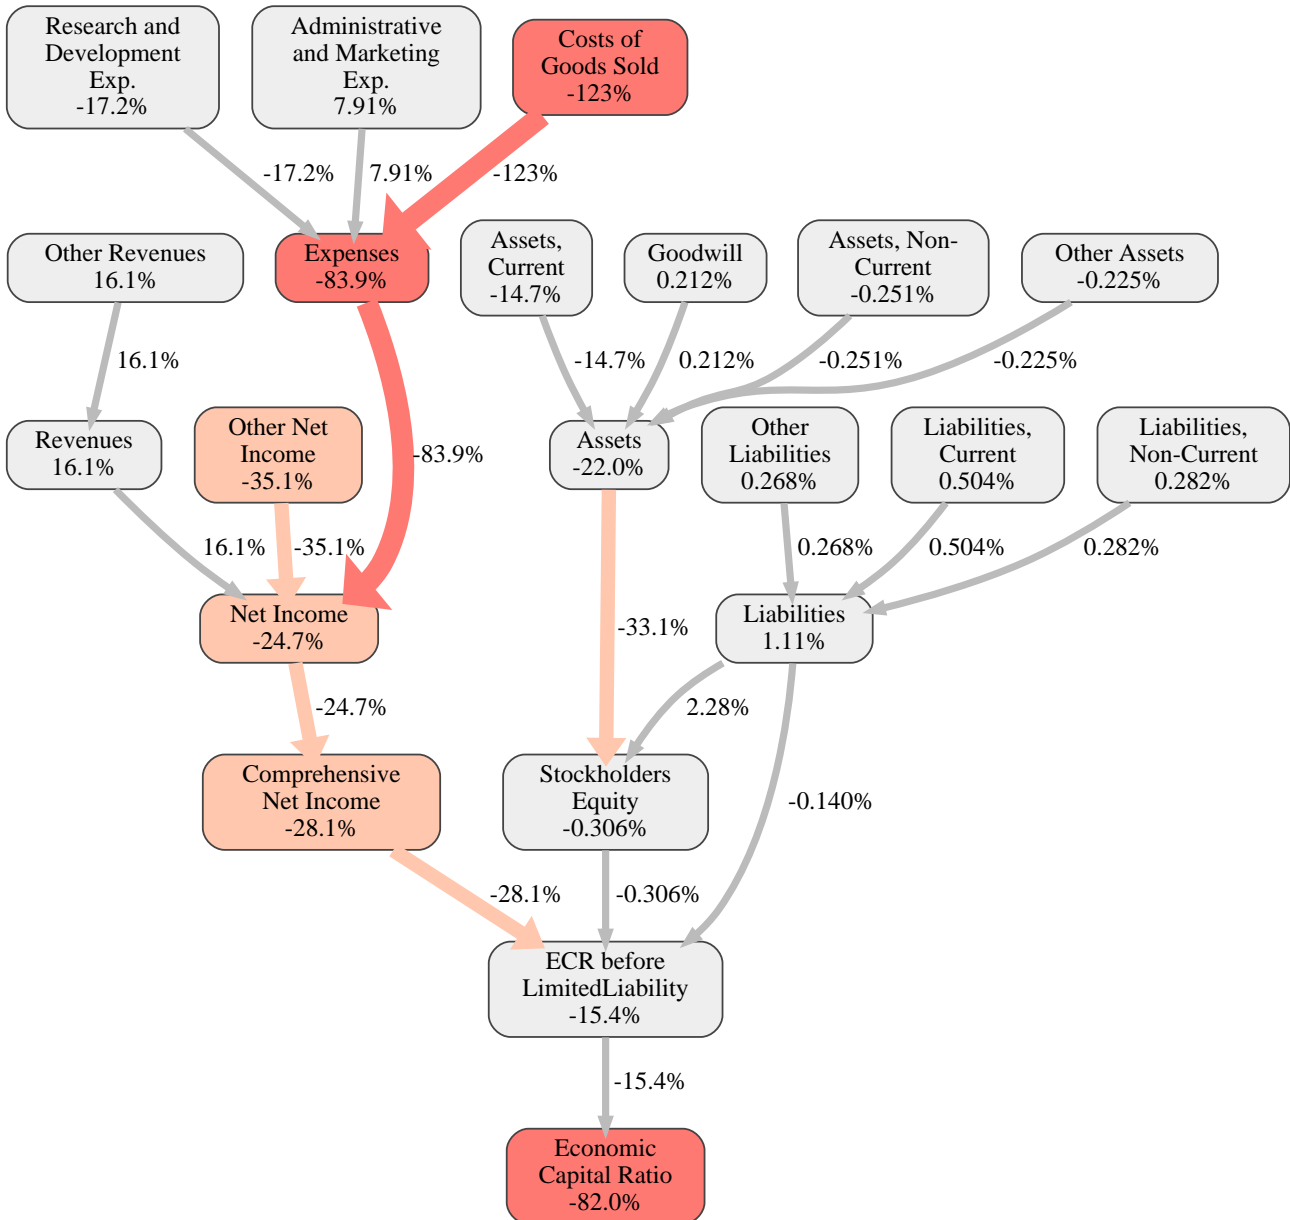 Research and
Development
Exp.
-17.2%
Administrative
and Marketing
Exp.
7.91%
Costs of
Goods Sold
-123%
-17.2%
7.91%
-123%
Other Revenues
16.1%
Expenses
-83.9%
Assets,
Current
-14.7%
Goodwill
0.212%
Assets, Non-
Current
-0.251%
Other Assets
-0.225%
16.1%
-83.9%
-14.7%
0.212%
-0.251%
-0.225%
Revenues
16.1%
Other Net
Income
-35.1%
Assets
-22.0%
Other
Liabilities
0.268%
Liabilities,
Current
0.504%
Liabilities,
Non-Current
0.282%
16.1%
-35.1%
0.268%
0.504%
0.282%
Net Income
-24.7%
-33.1%
Liabilities
1.11%
-24.7%
2.28%
-0.140%
Comprehensive
Net Income
-28.1%
Stockholders
Equity
-0.306%
-28.1%
-0.306%
ECR before
LimitedLiability
-15.4%
-15.4%
Economic
Capital Ratio
-82.0%